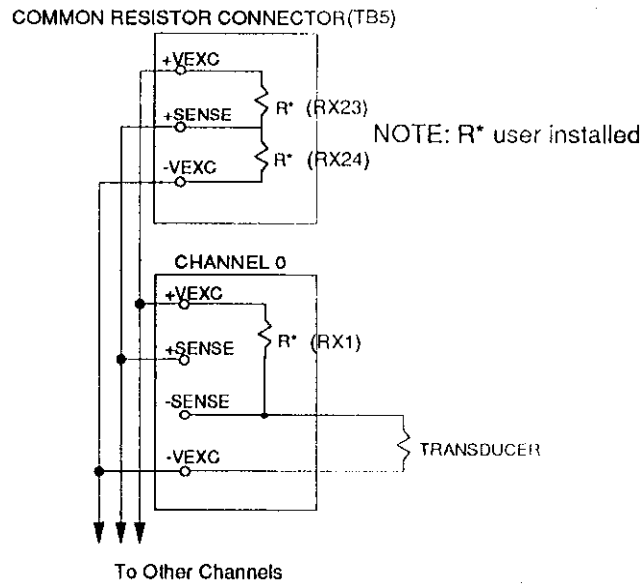 COMMON RESISTOR CONNECTOR(TB5)
+VEXC
R* (RX23)
+SENSE
NOTE: R* user installed
R* (RX24)
-VEXC
CHANNEL 0
+VEXC
R* (RX1)
+SENSE
-SENSE
TRANSDUCER
-VEXC
To Other Channels